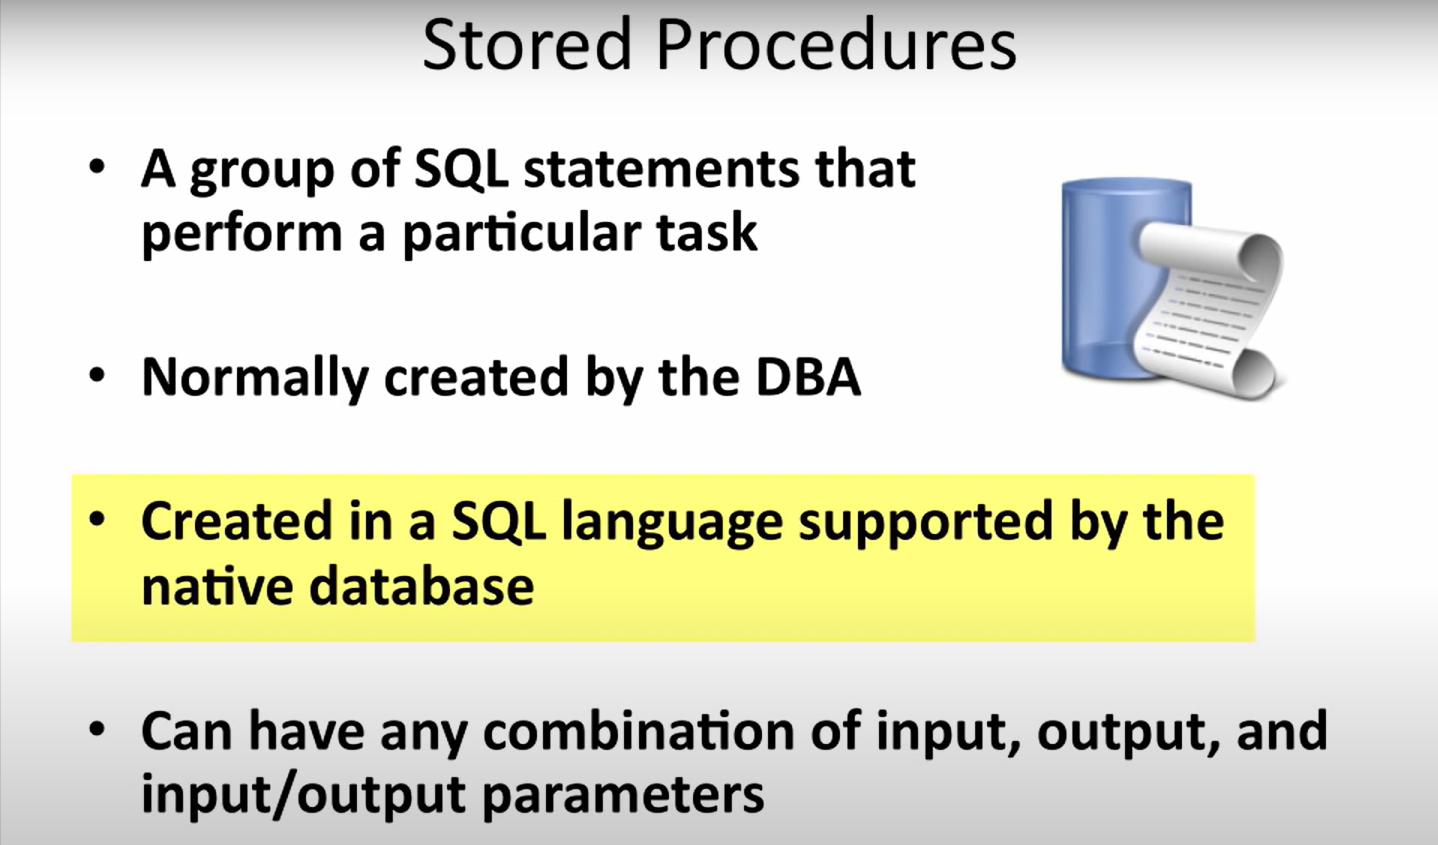 Stored Procedures
• A group of SQL statements that
perform a particular task
• Normally created by the DBA
• Created in a SQL language supported by the
native database
• Can have any combination of input, output, and
input/output parameters